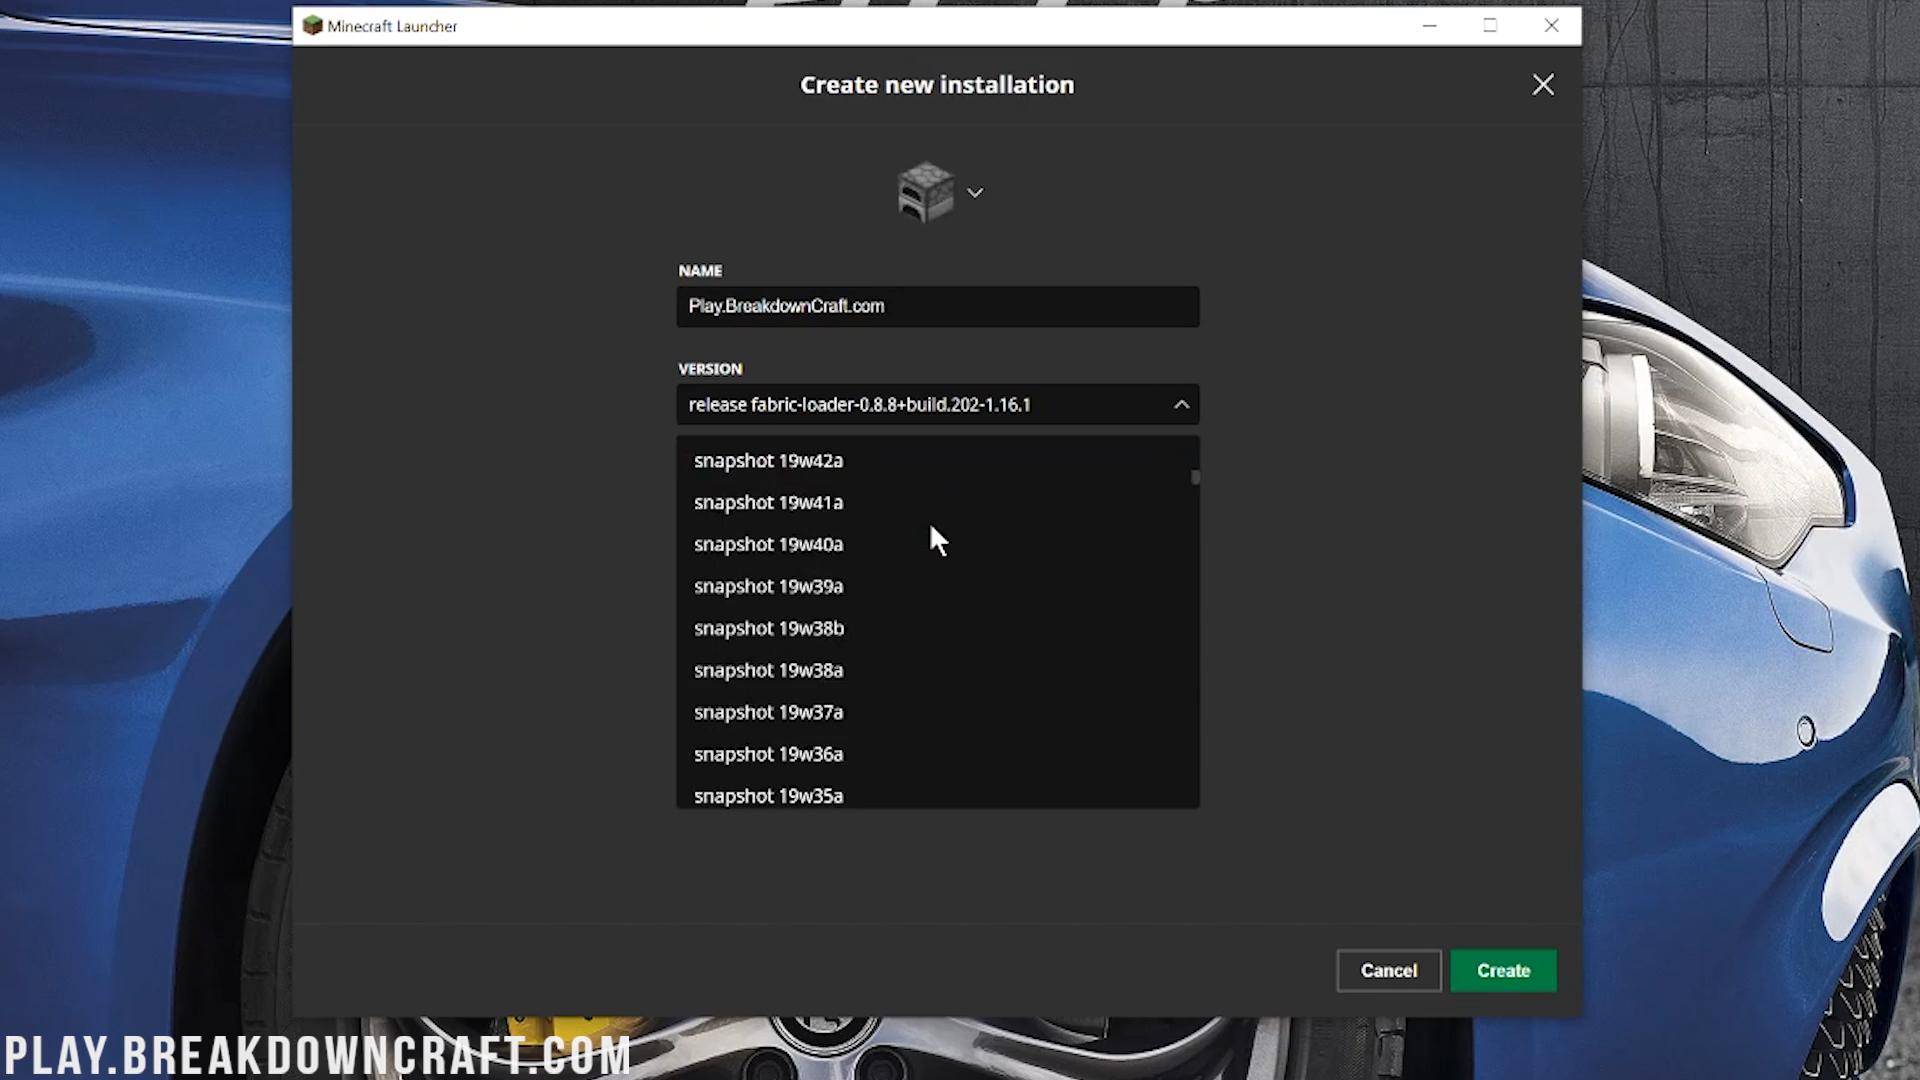 Minecraft Launcher
Create new installation
NAME
Play.BreakdownCraft.com
VERSION
release fabric-loader-0.8.8+build.202-1.16.1
snapshot 19w42a
snapshot 19w41a
snapshot 19w40a
snapshot 19w39a
snapshot 19w38b
snapshot 19w38a
snapshot 19w37a
snapshot 19w36a
snapshot 19w35a
Cancel
Create
PLAY.BREAKDOWNCRAFT.COM